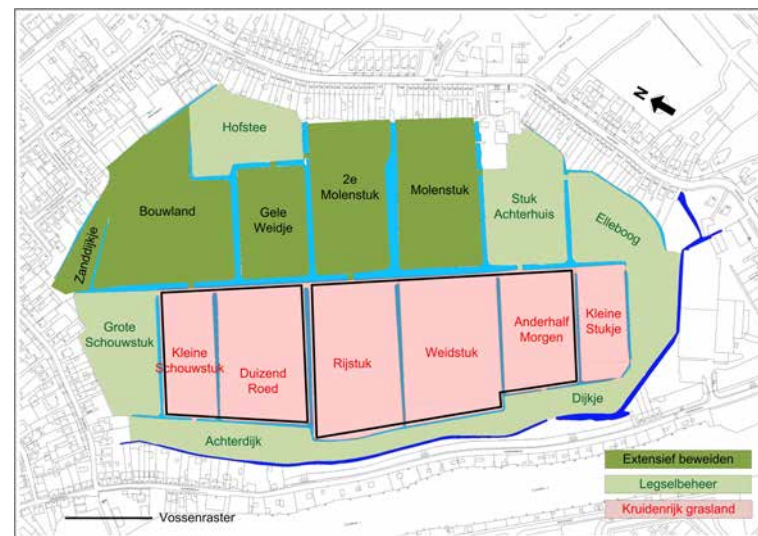 Hofstee
N
2e
Molenstuk
Molenstuk
Bouwland
Gele
Weidje
Stuk
Achterhuis
Elleboog
Zanddijkje
Grote
Schouwstuk
Kleine
Schouwstuk
Duizend
Roed
Rijstuk
Weidstuk
Anderhalf
Morgen
Kleine
Stukje
Dijkje
Achterdijk
Extensief beweiden
Legselbeheer
Kruidenrijk grasland
Vossenraster